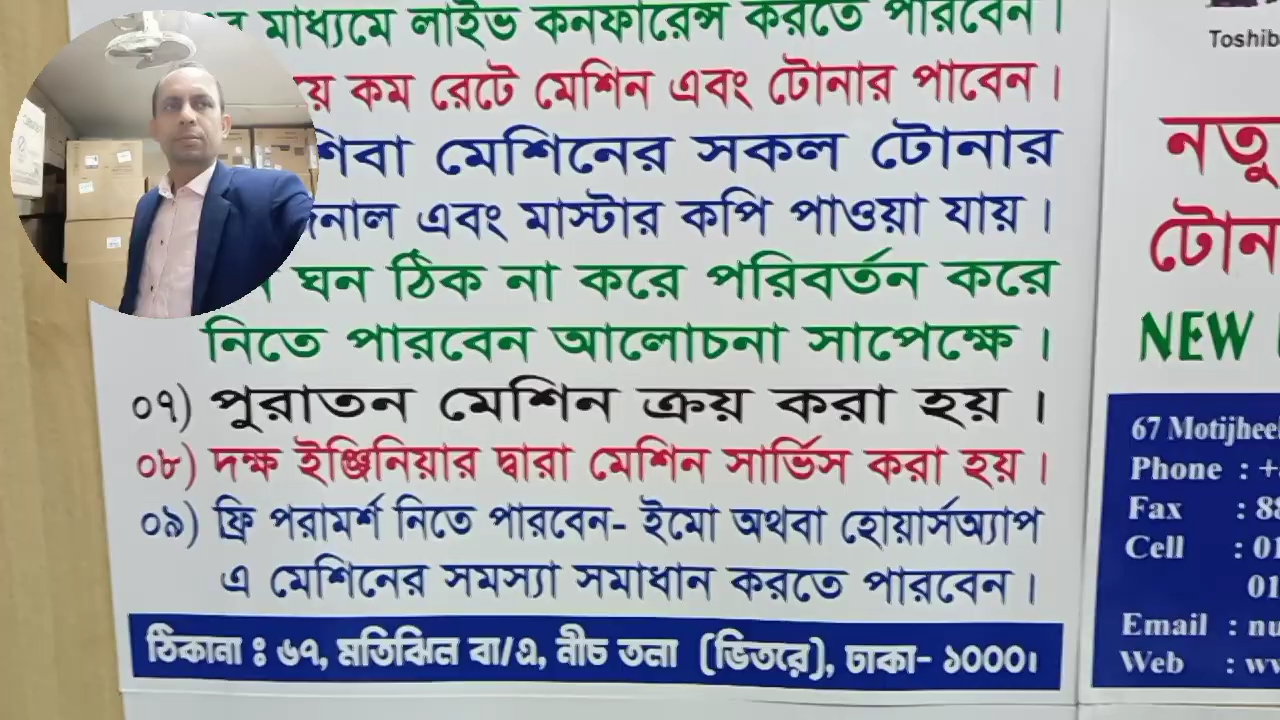 মাধ্যমে লাইভ কনফারেন্স করতে পারবেন ।
কম রেটে মেশিন এবং টোনার পাবেন ।
মেশিনের সকল টোনার
এবং মাস্টার কপি পাওয়া যায় ।
ঘন ঠিক না করে পরিবর্তন করে
নিতে পারবেন আলোচনা সাপেক্ষে ।
০৭) পুরাতন মেশিন ক্রয় করা হয় ।
০৮) দক্ষ ইঞ্জিনিয়ার দ্বারা মেশিন সার্ভিস করা হয় ।
০৯) ফ্রি পরামর্শ নিতে পারবেন- ইমো অথবা হোয়ার্সঅ্যাপ
এ মেশিনের সমস্যা সমাধান করতে পারবেন ।
ঠিকানা : ৬৭, মতিঝিল বা/এ, নীচ তলা (ভিতরে), ঢাকা- ১০০০।
Toshib
নতু
টোন
NEW
67 Motijhee
Phone : +
Fax : 88
Cell : 01
01
Email : nu
Web : ww